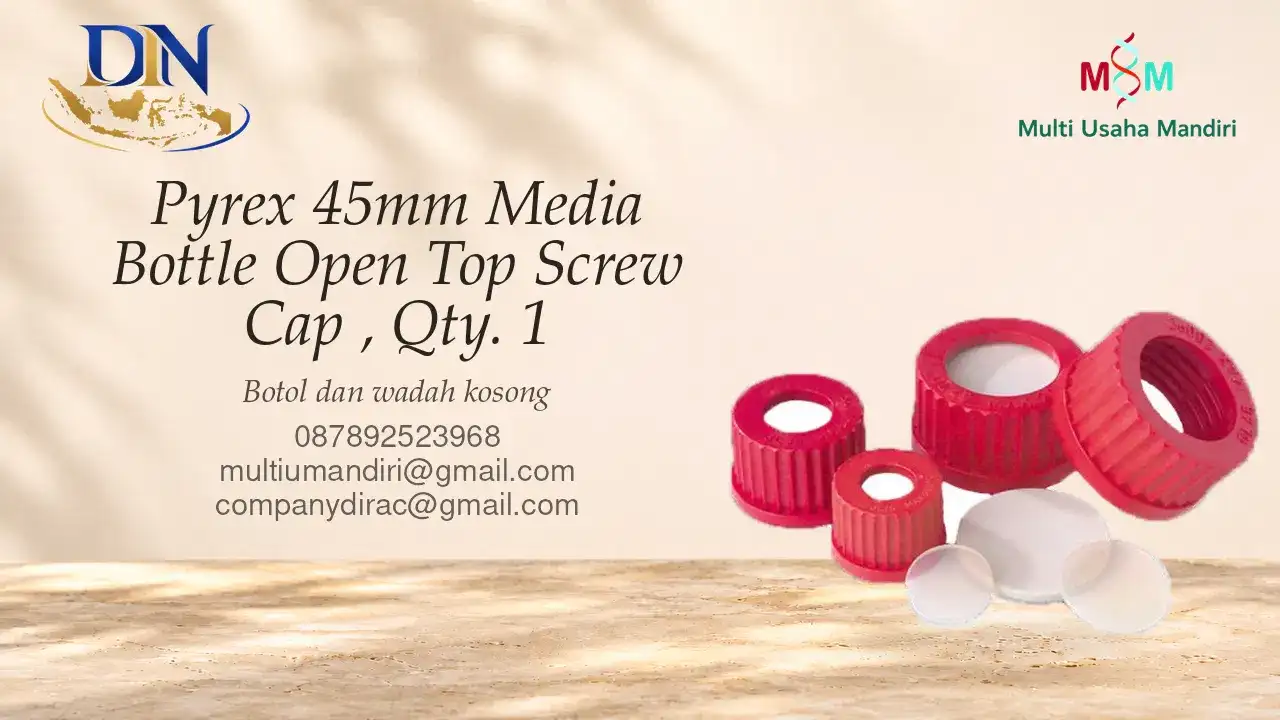 DN
M M
Multi Usaha Mandiri
Pyrex 45mm Media
Bottle Open Top Screw
Cap , Qty. 1
Botol dan wadah kosong
087892523968
multiumandiri@gmail.com
companydirac@gmail.com